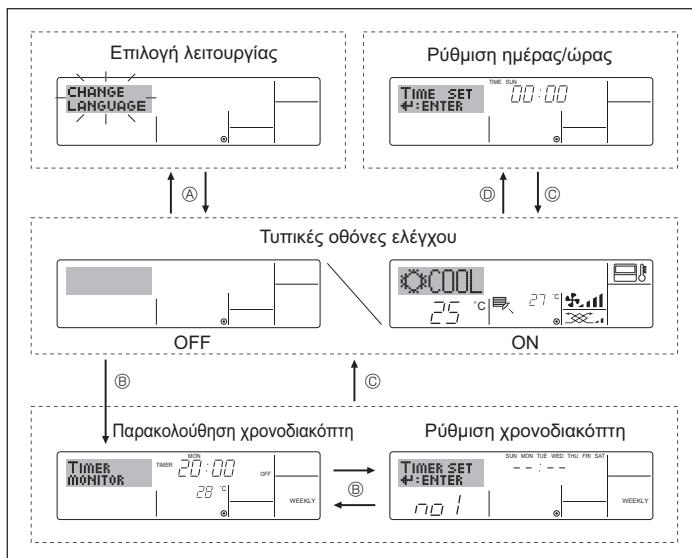 Επιλογή λειτουργίας
CHANGE
LANGUAGE
Ρύθμιση ημέρας/ώρας
TIME SUN
TIME SET 00:00
↵:ENTER
Ⓐ
Ⓓ
Ⓒ
Τυπικές οθόνες ελέγχου
OFF
COOL
25 °C
27 °C
ON
Ⓑ
Ⓒ
Παρακολούθηση χρονοδιακόπτη
TIMER
MONITOR
TIMER MON 20:00 OFF
28 °C
WEEKLY
Ⓑ
Ρύθμιση χρονοδιακόπτη
SUN MON TUE WED THU FRI SAT
TIMER SET --:--
↵:ENTER
no 1
WEEKLY